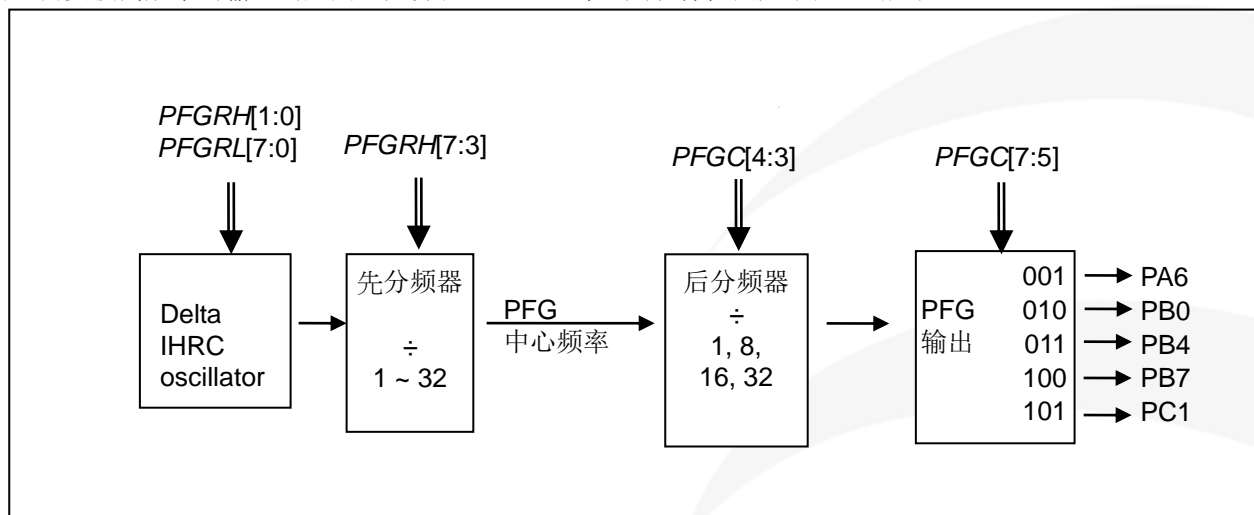 PFGRH[1:0]
PFGRL[7:0]
PFGRH[7:3]
PFGC[4:3]
PFGC[7:5]
Delta
IHRC
oscillator
先分频器
÷
1 ~ 32
PFG
中心频率
后分频器
÷
1, 8,
16, 32
PFG
输出
001
010
011
100
101
PA6
PB0
PB4
PB7
PC1